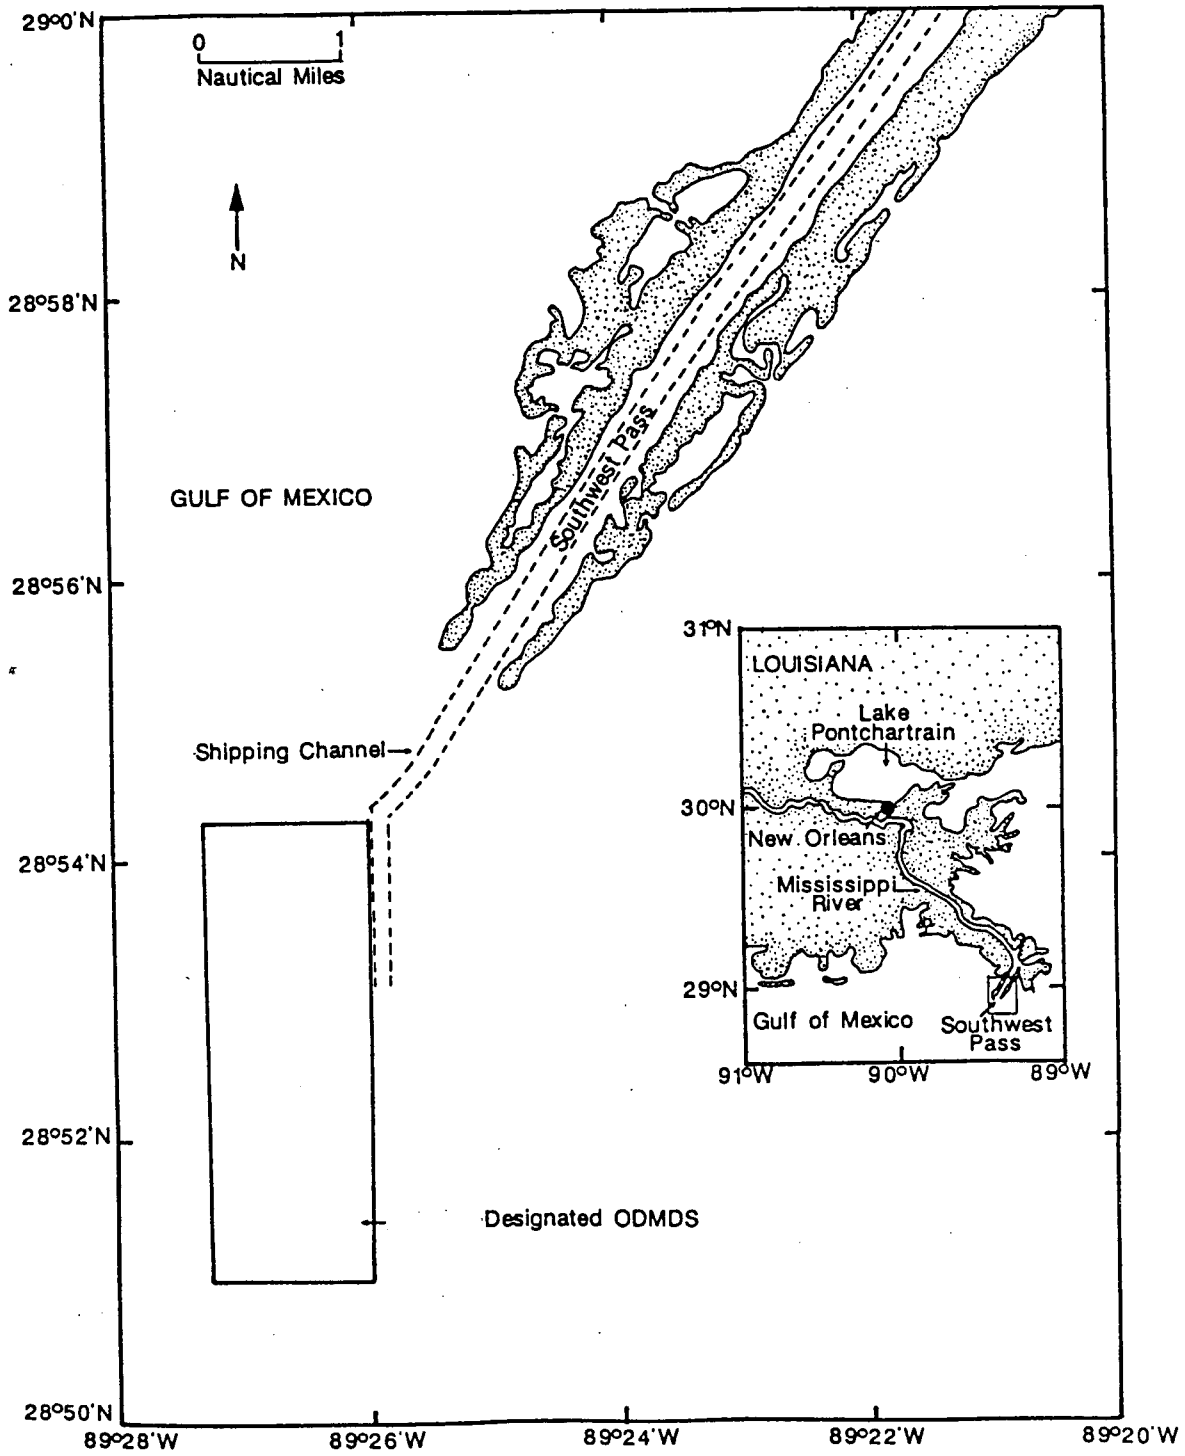 29°0'N
0 1
Nautical Miles
N
28°58'N
Southwest Pass
GULF OF MEXICO
28°56'N
Shipping Channel
28°54'N
28°52'N
Designated ODMDS
28°50'N
89°28'W 89°26'W 89°24'W 89°22'W 89°20'W
31°N
LOUISIANA
Lake
Pontchartrain
30°N
New Orleans
Mississippi
River
29°N
Gulf of Mexico
Southwest
Pass
91°W 90°W 89°W